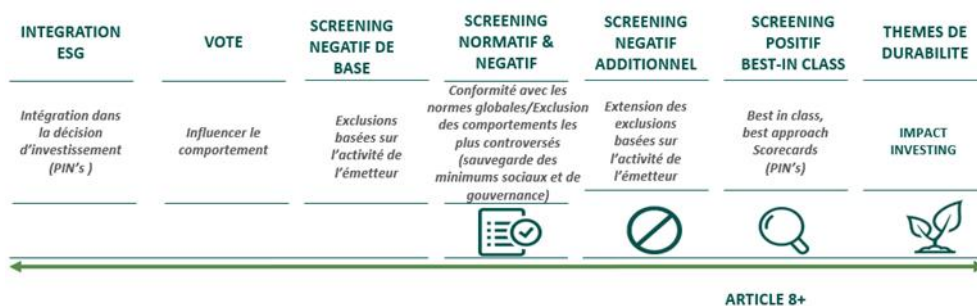 INTEGRATION
ESG
VOTE
SCREENING
NEGATIF DE
BASE
SCREENING
NORMATIF &
NEGATIF
SCREENING
NEGATIF
ADDITIONNEL
SCREENING
POSITIF
BEST-IN CLASS
THEMES DE
DURABILITE
Intégration dans
la décision
d'investissement
(PIN's )
Influencer le
comportement
Exclusions
basées sur
l'activité de
l'émetteur
Conformité avec les
normes globales/Exclusion
des comportements les
plus controversés
(sauvegarde des
minimums sociaux et de
gouvernance)
Extension des
exclusions
basées sur
l'activité de
l'émetteur
Best in class,
best approach
Scorecards
(PIN's)
IMPACT
INVESTING
ARTICLE 8+